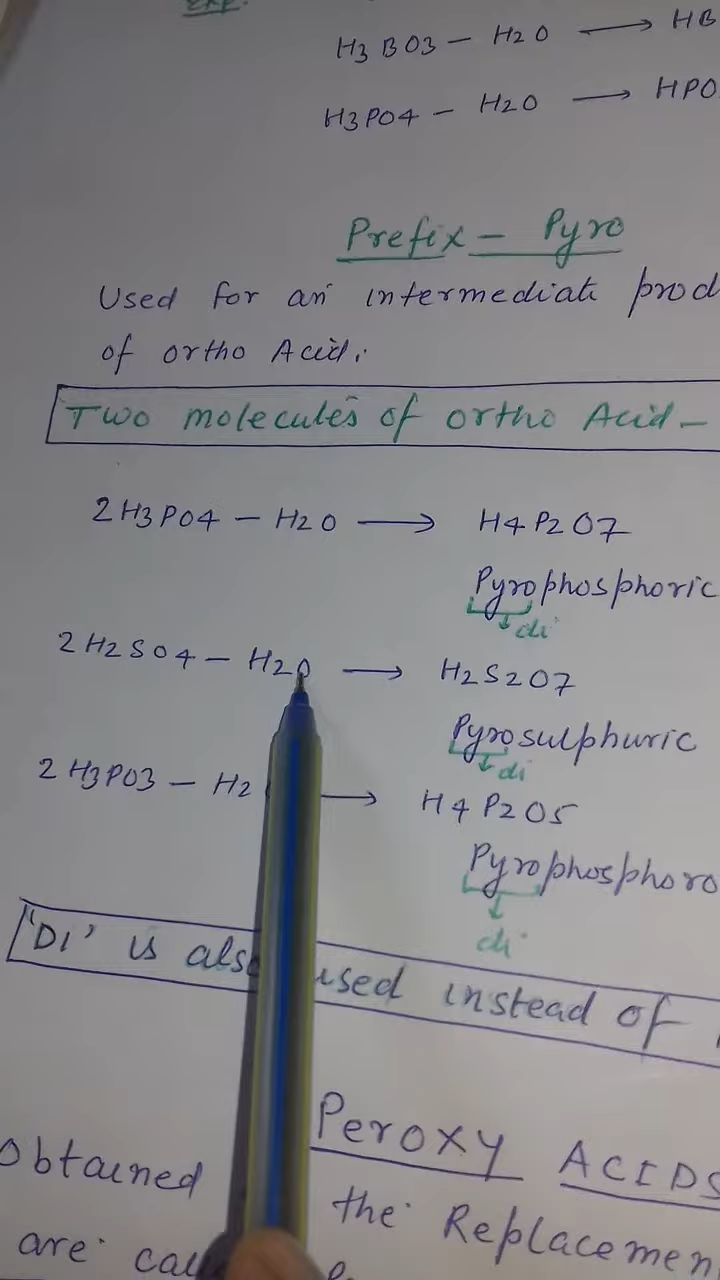 Exp:
H3BO3 - H2O → HB
H3PO4 - H2O → HPO
Prefix - Pyro
Used for an intermediate prod
of ortho Acid.
Two molecules of ortho Acid -
2H3PO4 - H2O → H4P2O7
Pyrophosphoric
di
2H2SO4 - H2O → H2S2O7
Pyrosulphuric
di
2H3PO3 - H2 → H4P2O5
Pyrophosphoro
di
'Di' is also used instead of
Peroxy ACIDS
Obtained the Replacemen
are cal